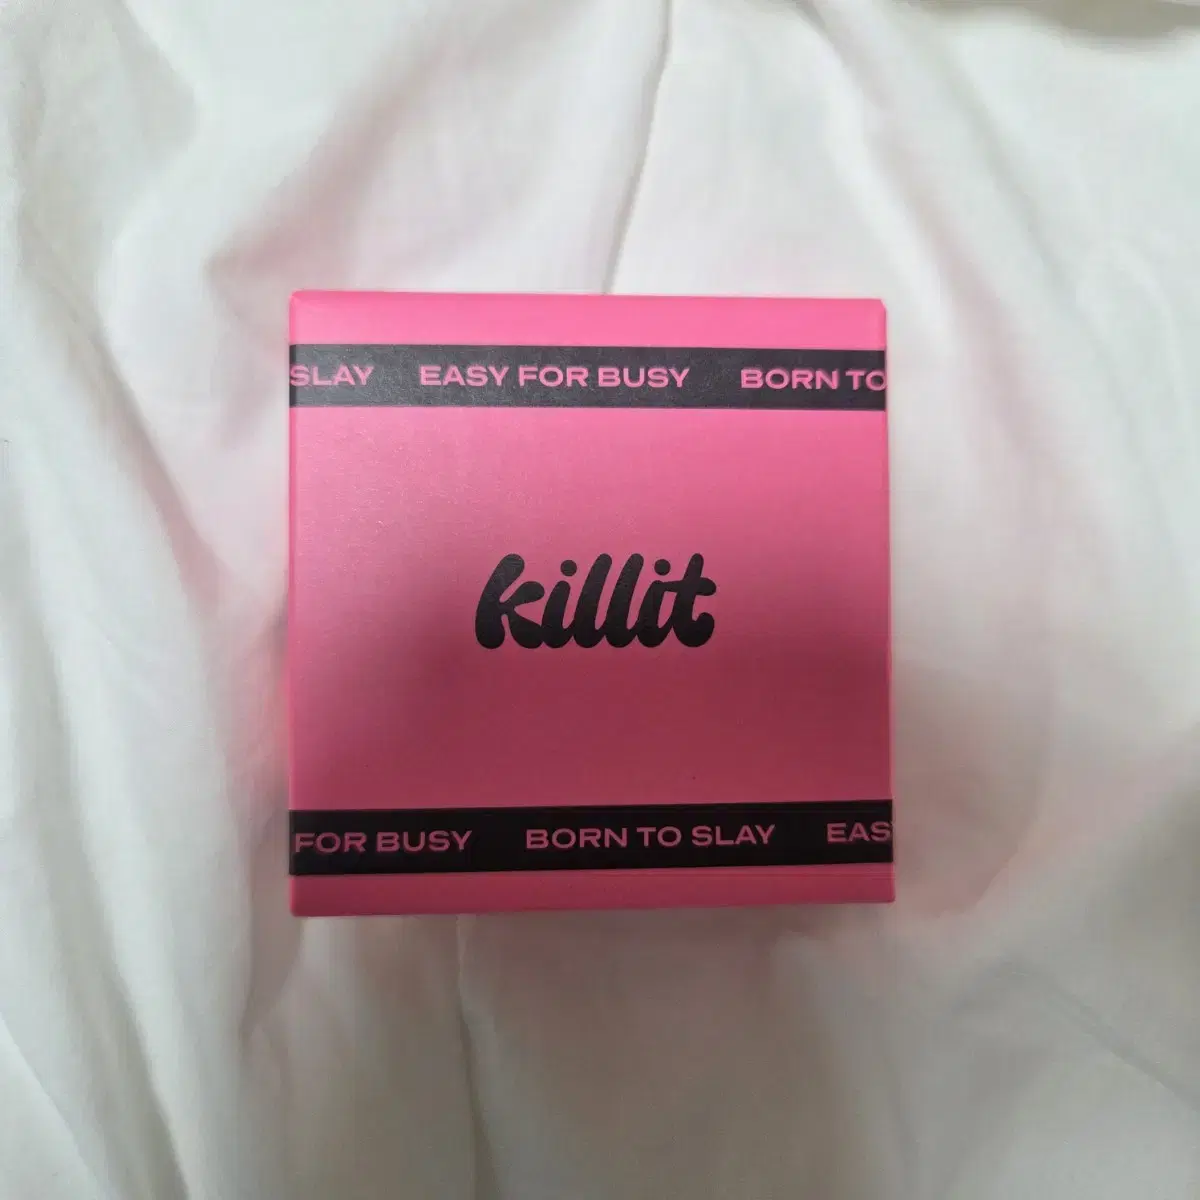 SLAY EASY FOR BUSY BORN TO
killit
FOR BUSY BORN TO SLAY EAS